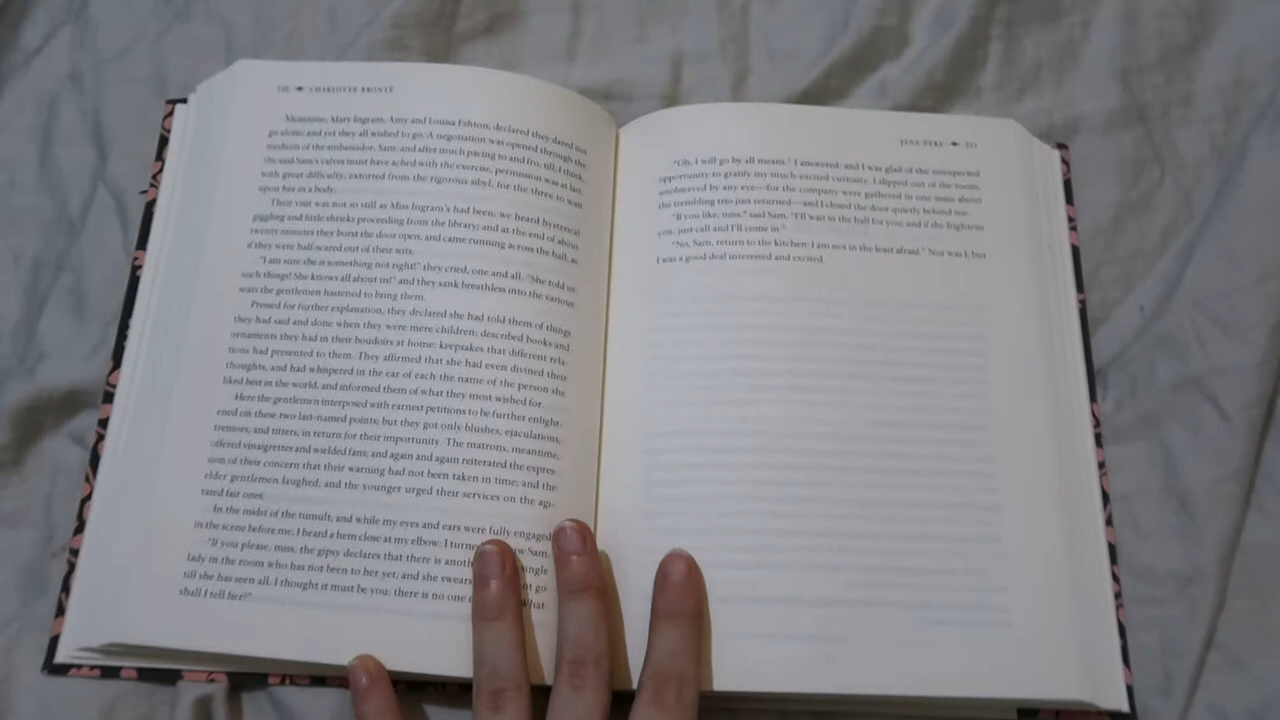 CHARLOTTE BRONTË
Meantime, Mary Ingram, Amy and Louisa Eshton, declared they dared not
go alone; and yet they all wished to go. A negotiation was opened through the
medium of the ambassador, Sam; and after much pacing to and fro, till, I think,
the said Sam's calves must have ached with the exercise, permission was at last,
with great difficulty, extorted from the rigorous sibyl, for the three to wait
upon her in a body.
Their visit was not so still as Miss Ingram's had been; we heard hysterical
giggling and little shrieks proceeding from the library; and at the end of about
twenty minutes they burst the door open, and came running across the hall, as
if they were half-scared out of their wits.
"I am sure she is something not right!" they cried, one and all. "She told us
such things! She knows all about us!" and they sank breathless into the various
seats the gentlemen hastened to bring them.
Pressed for further explanation, they declared she had told them of things
they had said and done when they were mere children; described books and
ornaments they had in their boudoirs at home: keepsakes that different rela-
tions had presented to them. They affirmed that she had even divined their
thoughts, and had whispered in the ear of each the name of the person she
liked best in the world, and informed them of what they most wished for.
Here the gentlemen interposed with earnest petitions to be further enlight-
ened on these two last-named points; but they got only blushes, ejaculations,
tremors, and titters, in return for their importunity. The matrons, meantime,
offered vinaigrettes and wielded fans; and again and again reiterated the expres-
sion of their concern that their warning had not been taken in time; and the
elder gentlemen laughed, and the younger urged their services on the agi-
tated fair ones.
In the midst of the tumult, and while my eyes and ears were fully engaged
in the scene before me, I heard a hem close at my elbow: I Sam.
"If you please, miss, the gipsy declares that there is
lady in the room who has not been to her yet, and she swears go
till she has seen all. I thought it must be you: there is no one What
shall I tell her?"
JANE EYRE 211
"Oh, I will go by all means," I answered: and I was glad of the unexpected
opportunity to gratify my much-excited curiosity. I slipped out of the room,
unobserved by any eye—for the company were gathered in one mass about
the trembling trio just returned—and I closed the door quietly behind me.
"If you like, miss," said Sam, "I'll wait in the hall for you; and if she frightens
you, just call and I'll come in."
"No, Sam, return to the kitchen: I am not in the least afraid." Nor was I; but
I was a good deal interested and excited.